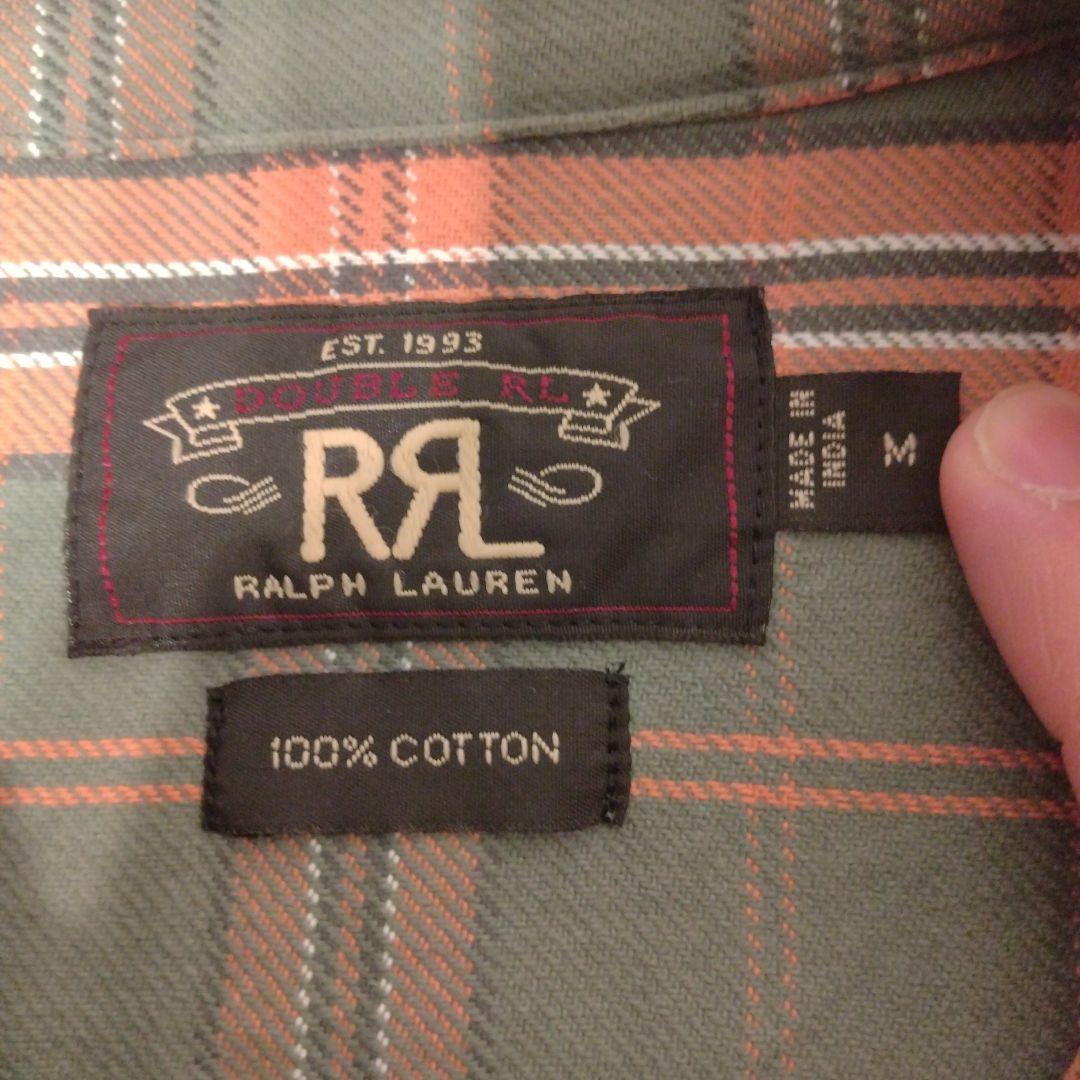 EST. 1993
DOUBLE RL
RRL
RALPH LAUREN
MADE IN
INDIA
M
100% COTTON